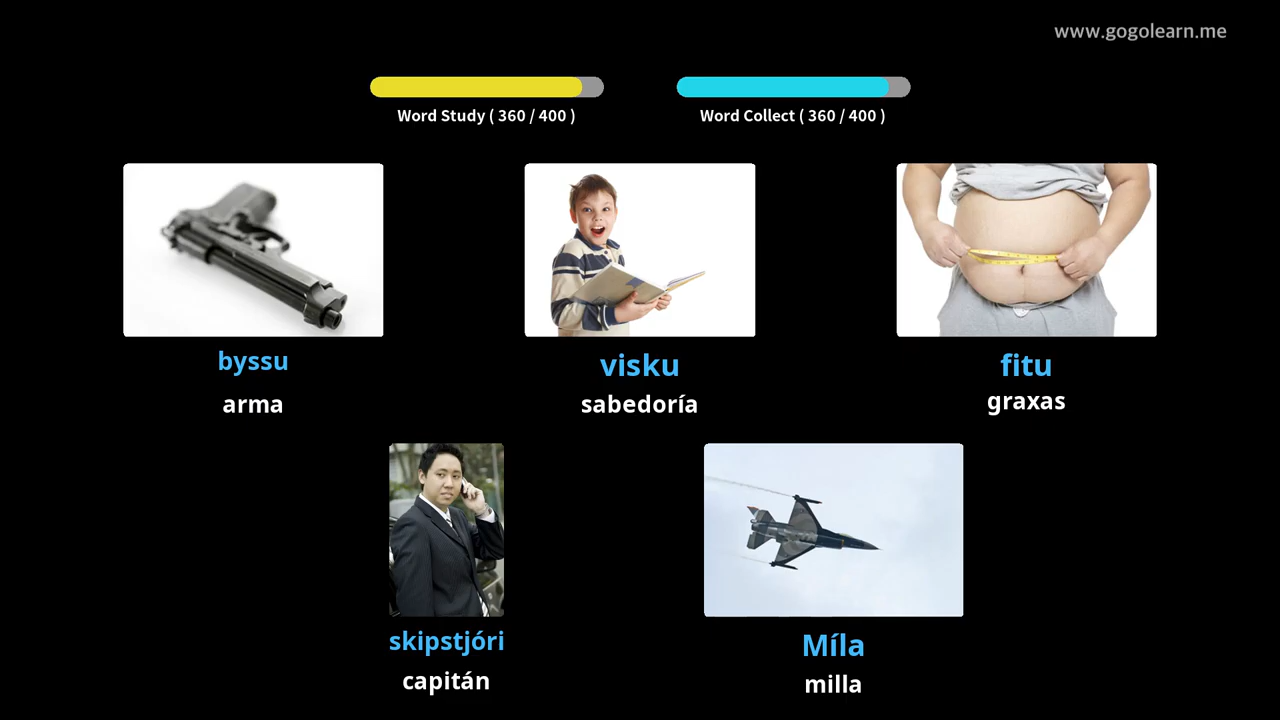 www.gogolearn.me
Word Study ( 360 / 400 )
Word Collect ( 360 / 400 )
byssu
visku
fitu
arma
sabedoría
graxas
skipstjóri
Míla
capitán
milla